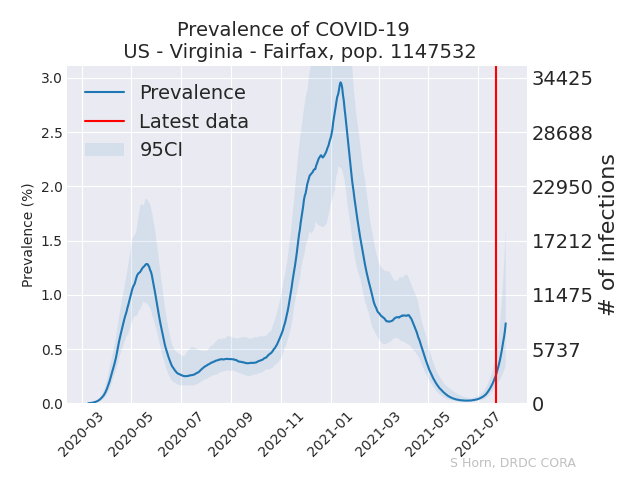 Prevalence of COVID-19
US - Virginia - Fairfax, pop. 1147532
Prevalence
Latest data
95CI
Prevalence (%)
3.0
2.5
2.0
1.5
1.0
0.5
0.0
34425
28688
22950
17212
11475
5737
0
# of infections
2020-03
2020-05
2020-07
2020-09
2020-11
2021-01
2021-03
2021-05
2021-07
S Horn, DRDC CORA